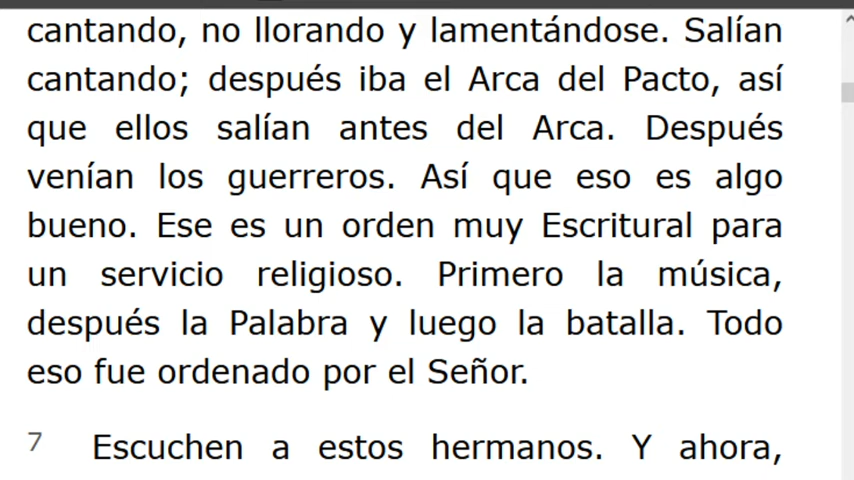 cantando, no llorando y lamentándose. Salían
cantando; después iba el Arca del Pacto, así
que ellos salían antes del Arca. Después
venían los guerreros. Así que eso es algo
bueno. Ese es un orden muy Escritural para
un servicio religioso. Primero la música,
después la Palabra y luego la batalla. Todo
eso fue ordenado por el Señor.
7 Escuchen a estos hermanos. Y ahora,